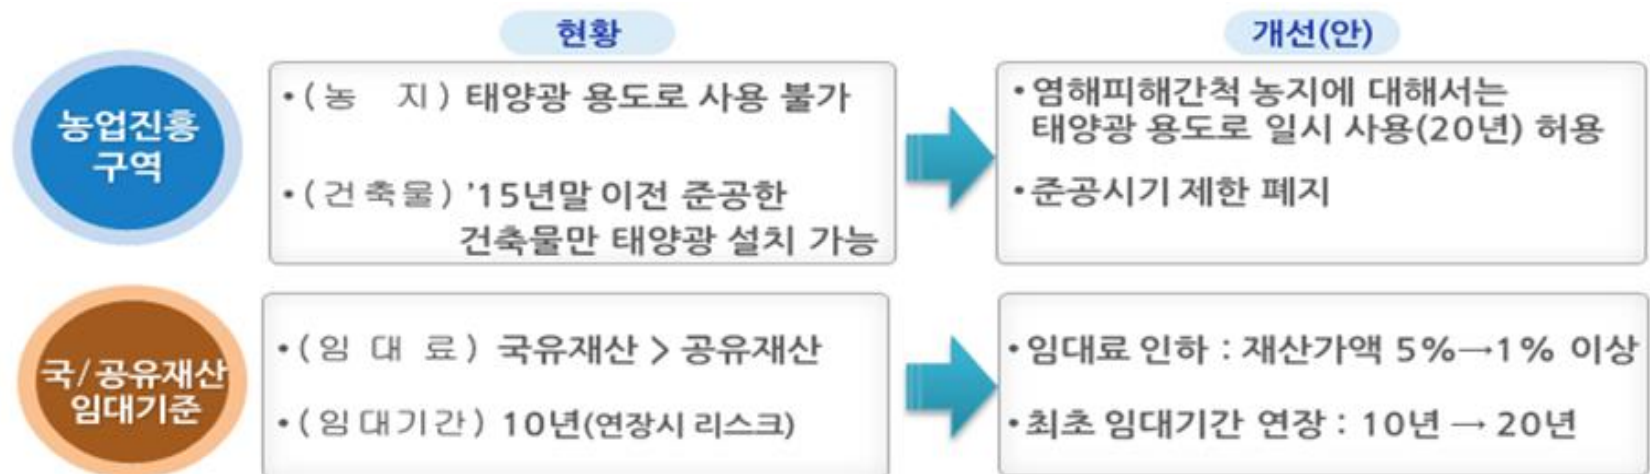 현황
개선(안)
농업진흥
구역
•(농 지) 태양광 용도로 사용 불가
•(건축물) '15년말 이전 준공한
건축물만 태양광 설치 가능
•염해피해간척 농지에 대해서는
태양광 용도로 일시 사용(20년) 허용
•준공시기 제한 폐지
국/공유재산
임대기준
•(임 대 료) 국유재산 > 공유재산
•(임대기간) 10년(연장시 리스크)
•임대료 인하 : 재산가액 5%→1% 이상
•최초 임대기간 연장 : 10년 → 20년